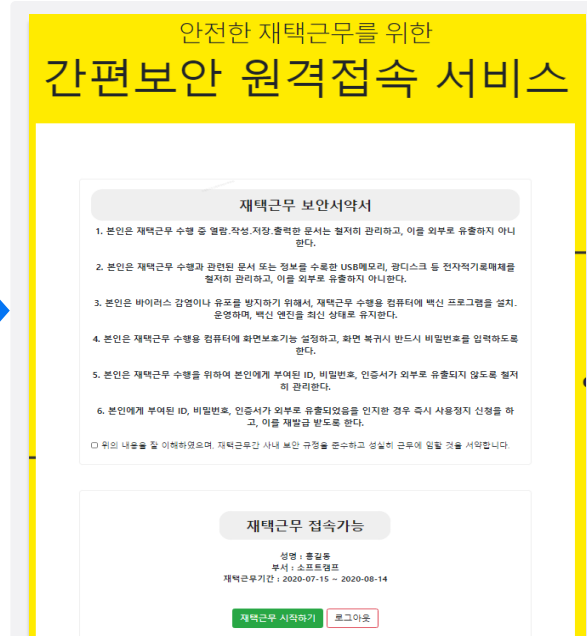 안전한 재택근무를 위한
간편보안 원격접속 서비스
재택근무 보안서약서
1. 본인은 재택근무 수행 중 열람.작성.저장.출력한 문서는 철저히 관리하고, 이를 외부로 유출하지 아니
한다.
2. 본인은 재택근무 수행과 관련된 문서 또는 정보를 수록한 USB메모리, 광디스크 등 전자적기록매체를
철저히 관리하고, 이를 외부로 유출하지 아니한다.
3. 본인은 바이러스 감염이나 유포를 방지하기 위해서, 재택근무 수행용 컴퓨터에 백신 프로그램을 설치.
운영하며, 백신 엔진을 최신 상태로 유지한다.
4. 본인은 재택근무 수행용 컴퓨터에 화면보호기능 설정하고, 화면 복귀시 반드시 비밀번호를 입력하도록
한다.
5. 본인은 재택근무 수행을 위하여 본인에게 부여된 ID, 비밀번호, 인증서가 외부로 유출되지 않도록 철저
히 관리한다.
6. 본인에게 부여된 ID, 비밀번호, 인증서가 외부로 유출되었음을 인지한 경우 즉시 사용정지 신청을 하
고, 이를 재발급 받도록 한다.
위의 내용을 잘 이해하였으며, 재택근무간 사내 보안 규정을 준수하고 성실히 근무에 임할 것을 서약합니다.
재택근무 접속가능
성명 : 홍길동
부서 : 소프트캠프
재택근무기간 : 2020-07-15 ~ 2020-08-14
재택근무 시작하기 로그아웃